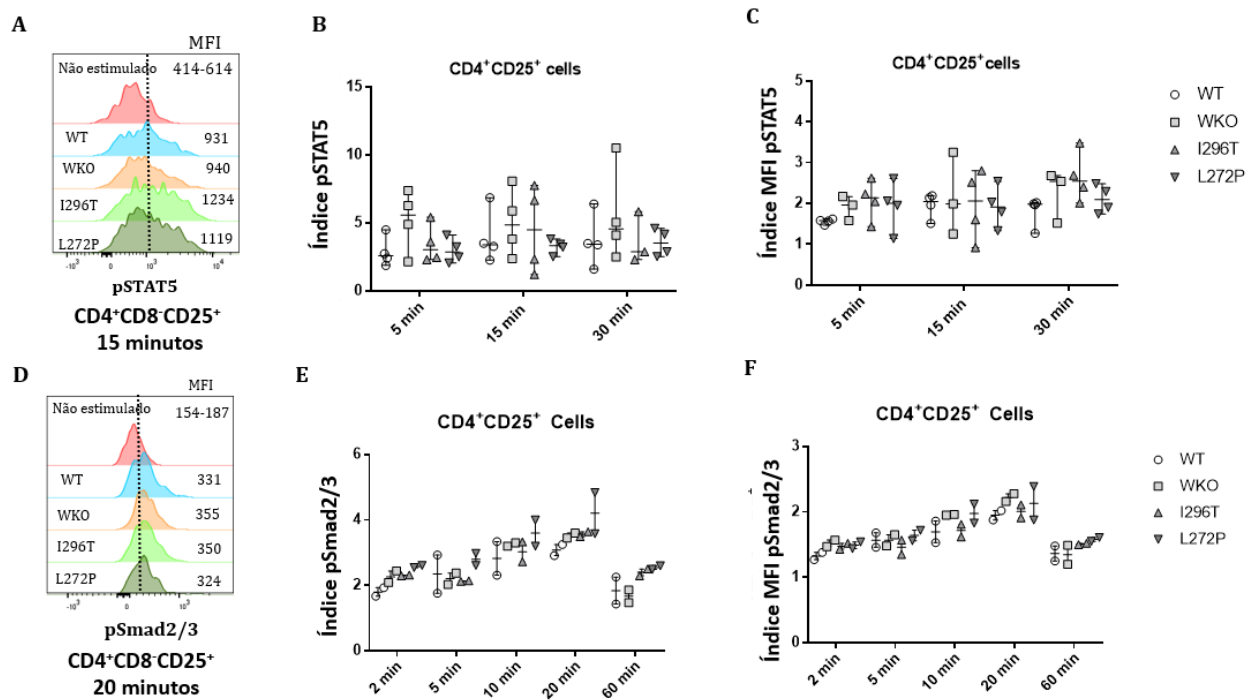 A
MFI
Não estimulado 414-614
WT 931
WKO 940
I296T 1234
L272P 1119
-10³ 0 10³ 10⁴
pSTAT5
CD4⁺CD8⁻CD25⁺
15 minutos
B
CD4⁺CD25⁺ cells
Índice pSTAT5
15
10
5
0
5 min
15 min
30 min
C
CD4⁺CD25⁺cells
Índice MFI pSTAT5
5
4
3
2
1
0
5 min
15 min
30 min
WT
WKO
I296T
L272P
D
MFI
Não estimulado 154-187
WT 331
WKO 355
I296T 350
L272P 324
-10³ 0 10³
pSmad2/3
CD4⁺CD8⁻CD25⁺
20 minutos
E
CD4⁺CD25⁺ Cells
Índice pSmad2/3
6
4
2
0
2 min
5 min
10 min
20 min
60 min
F
CD4⁺CD25⁺ Cells
Índice MFI pSmad2/3
3
2
1
0
2 min
5 min
10 min
20 min
60 min
WT
WKO
I296T
L272P